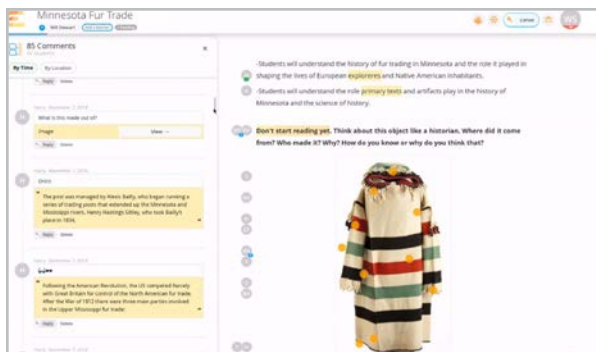 Minnesota Fur Trade
Will Stewart
85 Comments
By Time
By Location
Reply
What is this made out of?
Image
View
Reply
The post was managed by Alexis Bailly, who began running a
series of trading posts that extended up the Minnesota and
Mississippi rivers. Henry Hastings Sibley, who took Bailly's
place in 1834.
Reply
Following the American Revolution, the US competed fiercely
with Great Britain for control of the North American fur trade.
After the War of 1812 there were three main parties involved
in the Upper Mississippi fur trade:
Reply
WS
-Students will understand the history of fur trading in Minnesota and the role it played in
shaping the lives of European exploreres and Native American inhabitants.
-Students will understand the role primary texts and artifacts play in the history of
Minnesota and the science of history.
Don't start reading yet. Think about this object like a historian. Where did it come
from? Who made it? Why? How do you know or why do you think that?